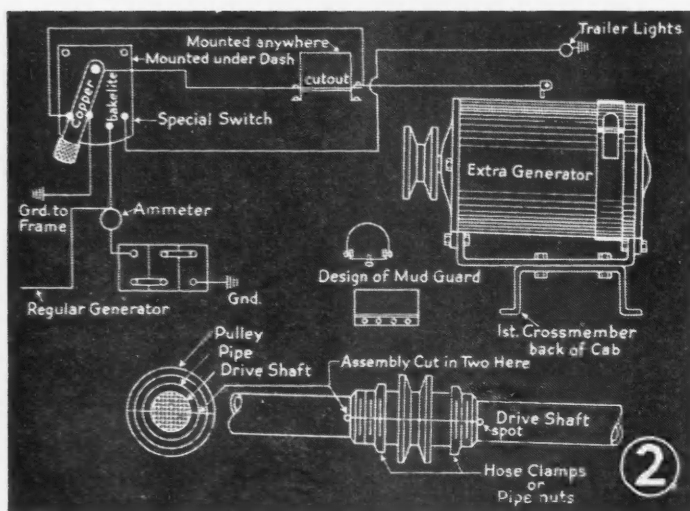 Trailer Lights
Mounted anywhere
Mounted under Dash
cutout
Copper
bakelite
Special Switch
Extra Generator
Grd. to
Frame
Ammeter
Design of Mud Guard
Gnd.
Regular Generator
1st. Crossmember
back of Cab
Pulley
Pipe
Drive Shaft
Assembly Cut in Two Here
Drive Shaft
spot
Hose Clamps
or
Pipe nuts
2